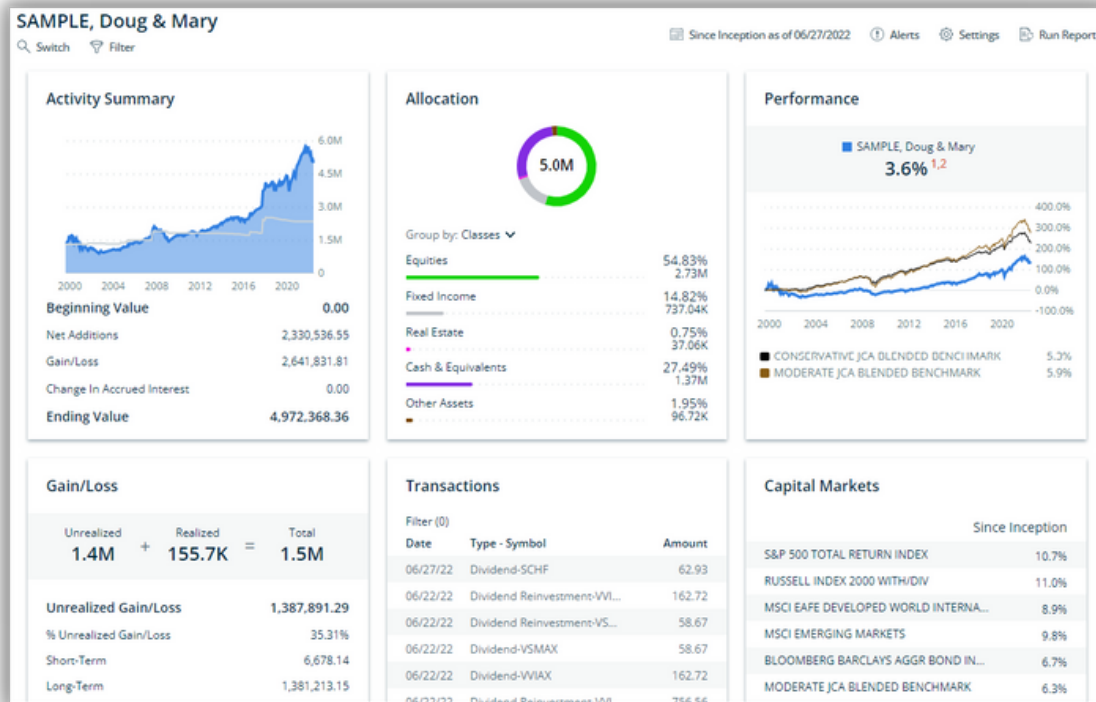 SAMPLE, Doug & Mary
Switch Filter
Since Inception as of 06/27/2022 Alerts Settings Run Report
Activity Summary
6.0M
4.5M
3.0M
1.5M
0
2000 2004 2008 2012 2016 2020
Beginning Value 0.00
Net Additions 2,330,536.55
Gain/Loss 2,641,831.81
Change In Accrued Interest 0.00
Ending Value 4,972,368.36
Allocation
5.0M
Group by: Classes
Equities 54.83%
2.73M
Fixed Income 14.82%
737.04K
Real Estate 0.75%
37.06K
Cash & Equivalents 27.49%
1.37M
Other Assets 1.95%
96.72K
Performance
SAMPLE, Doug & Mary
3.6% 1,2
400.0%
300.0%
200.0%
100.0%
0.0%
-100.0%
2000 2004 2008 2012 2016 2020
CONSERVATIVE JCA BLENDED BENCHMARK
MODERATE JCA BLENDED BENCHMARK 5.9%
Gain/Loss
Unrealized Realized Total
1.4M + 155.7K = 1.5M
Unrealized Gain/Loss 1,387,891.29
% Unrealized Gain/Loss 35.31%
Short-Term 6,678.14
Long-Term 1,381,213.15
Transactions
Filter (0)
Date Type - Symbol Amount
06/27/22 Dividend-SCHF 62.93
06/22/22 Dividend Reinvestment-VVI... 162.72
06/22/22 Dividend Reinvestment-VS... 58.67
06/22/22 Dividend-VSMAX 58.67
06/22/22 Dividend-VVIAX 162.72
06/22/22 Dividend Reinvestment-VVI... 756.56
Capital Markets
Since Inception
S&P 500 TOTAL RETURN INDEX 10.7%
RUSSELL INDEX 2000 WITH/DIV 11.0%
MSCI EAFE DEVELOPED WORLD INTERNA... 8.9%
MSCI EMERGING MARKETS 9.8%
BLOOMBERG BARCLAYS AGGR BOND IN... 6.7%
MODERATE JCA BLENDED BENCHMARK 6.3%